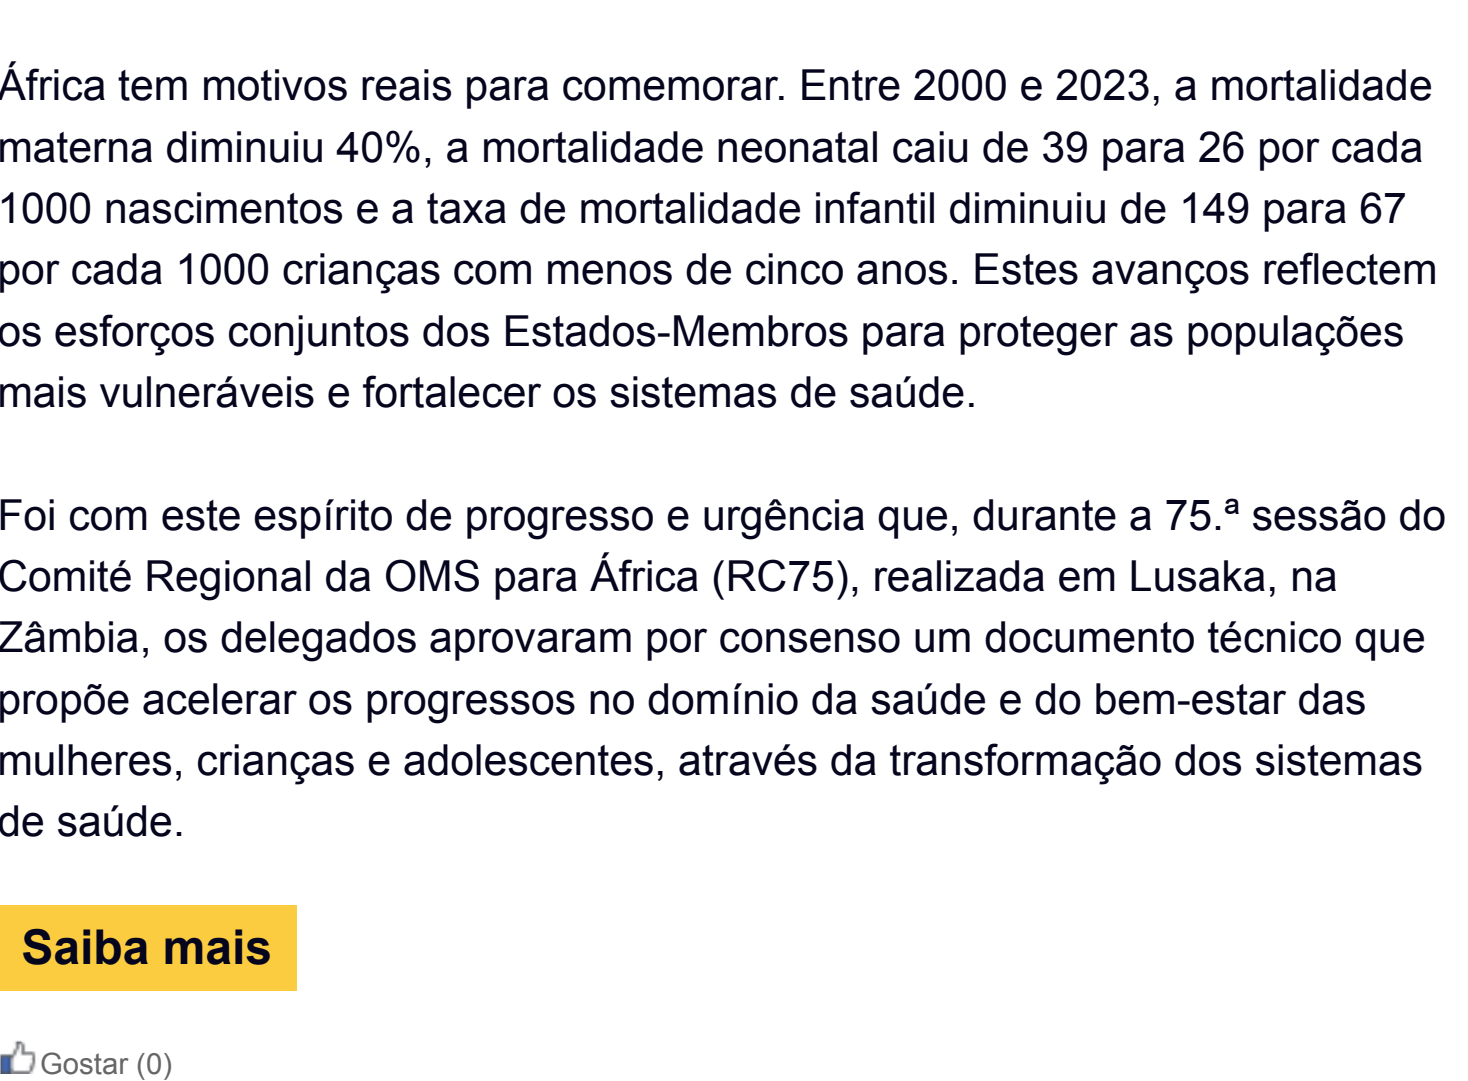 África tem motivos reais para comemorar. Entre 2000 e 2023, a mortalidade
materna diminuiu 40%, a mortalidade neonatal caiu de 39 para 26 por cada
1000 nascimentos e a taxa de mortalidade infantil diminuiu de 149 para 67
por cada 1000 crianças com menos de cinco anos. Estes avanços reflectem
os esforços conjuntos dos Estados-Membros para proteger as populações
mais vulneráveis e fortalecer os sistemas de saúde.
Foi com este espírito de progresso e urgência que, durante a 75.ª sessão do
Comité Regional da OMS para África (RC75), realizada em Lusaka, na
Zâmbia, os delegados aprovaram por consenso um documento técnico que
propõe acelerar os progressos no domínio da saúde e do bem-estar das
mulheres, crianças e adolescentes, através da transformação dos sistemas
de saúde.
Saiba mais
Gostar (0)